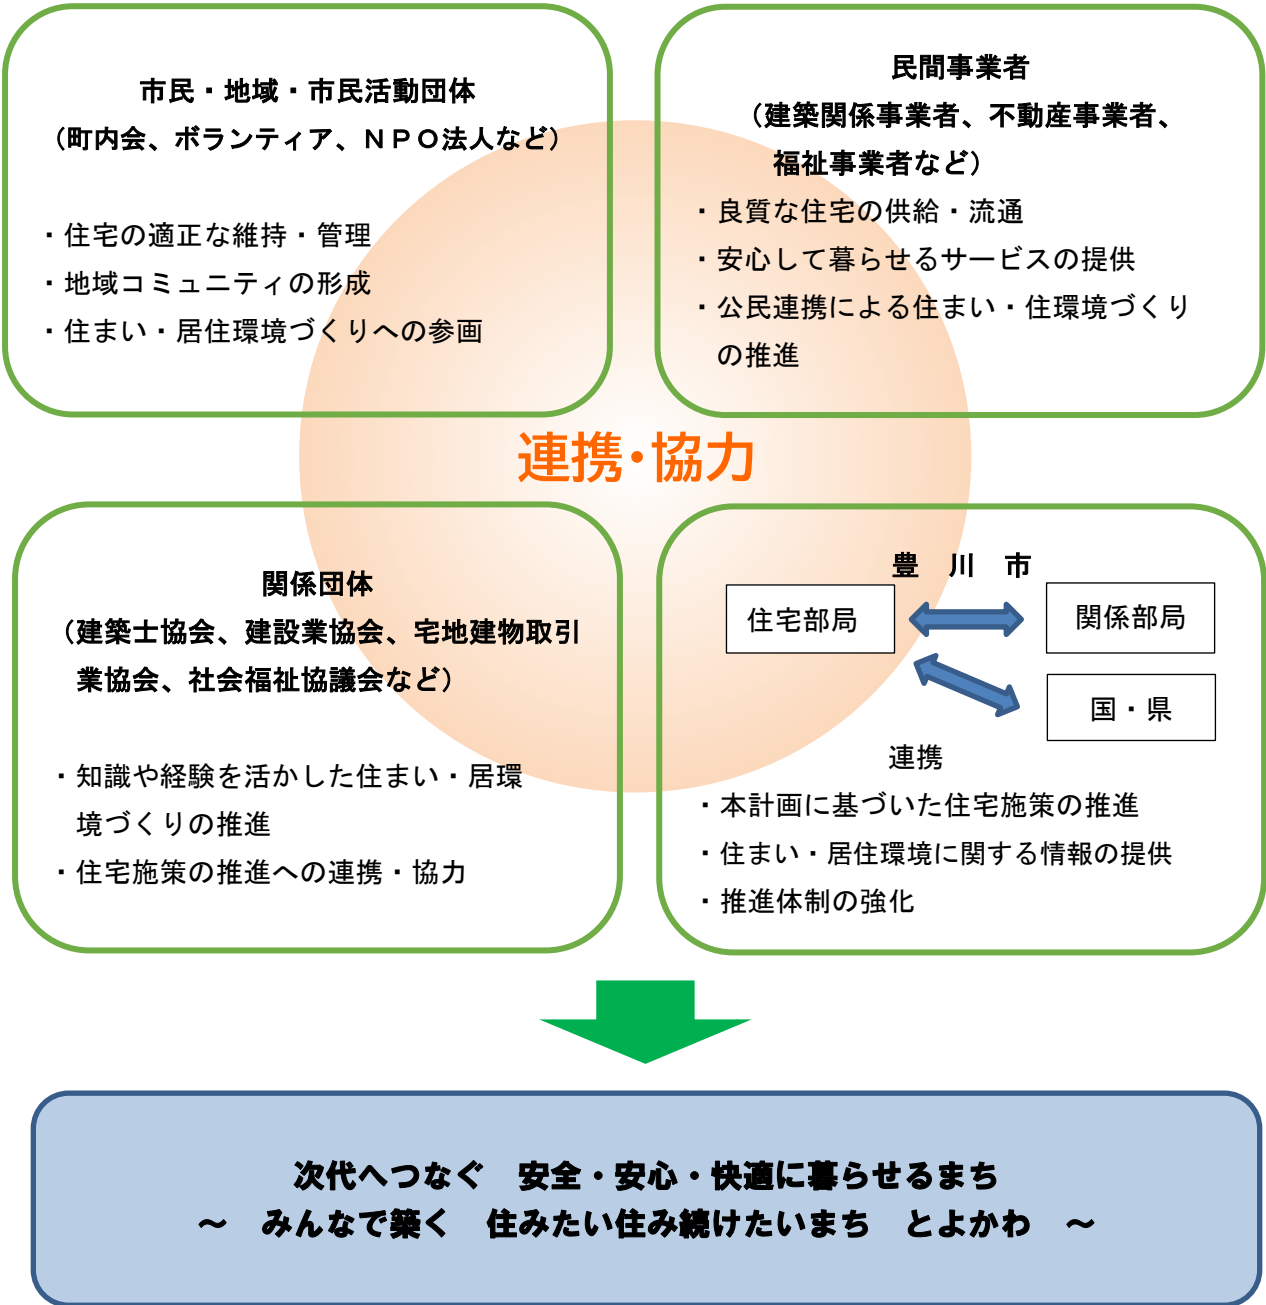 市民・地域・市民活動団体
（町内会、ボランティア、ＮＰＯ法人など）
・住宅の適正な維持・管理
・地域コミュニティの形成
・住まい・居住環境づくりへの参画
民間事業者
（建築関係事業者、不動産事業者、
福祉事業者など）
・良質な住宅の供給・流通
・安心して暮らせるサービスの提供
・公民連携による住まい・住環境づくり
の推進
連携・協力
関係団体
（建築士協会、建設業協会、宅地建物取引
業協会、社会福祉協議会など）
・知識や経験を活かした住まい・居環
境づくりの推進
・住宅施策の推進への連携・協力
豊　川　市
住宅部局
関係部局
国・県
連携
・本計画に基づいた住宅施策の推進
・住まい・居住環境に関する情報の提供
・推進体制の強化
次代へつなぐ　安全・安心・快適に暮らせるまち
～　みんなで築く　住みたい住み続けたいまち　とよかわ　～